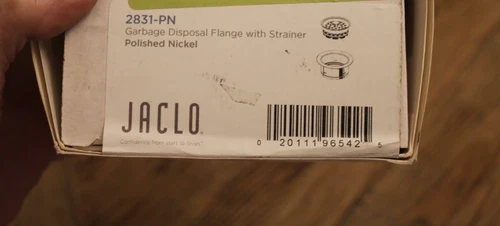 2831-PN
Garbage Disposal Flange with Strainer
Polished Nickel
JACLO
0 20111 96542 5